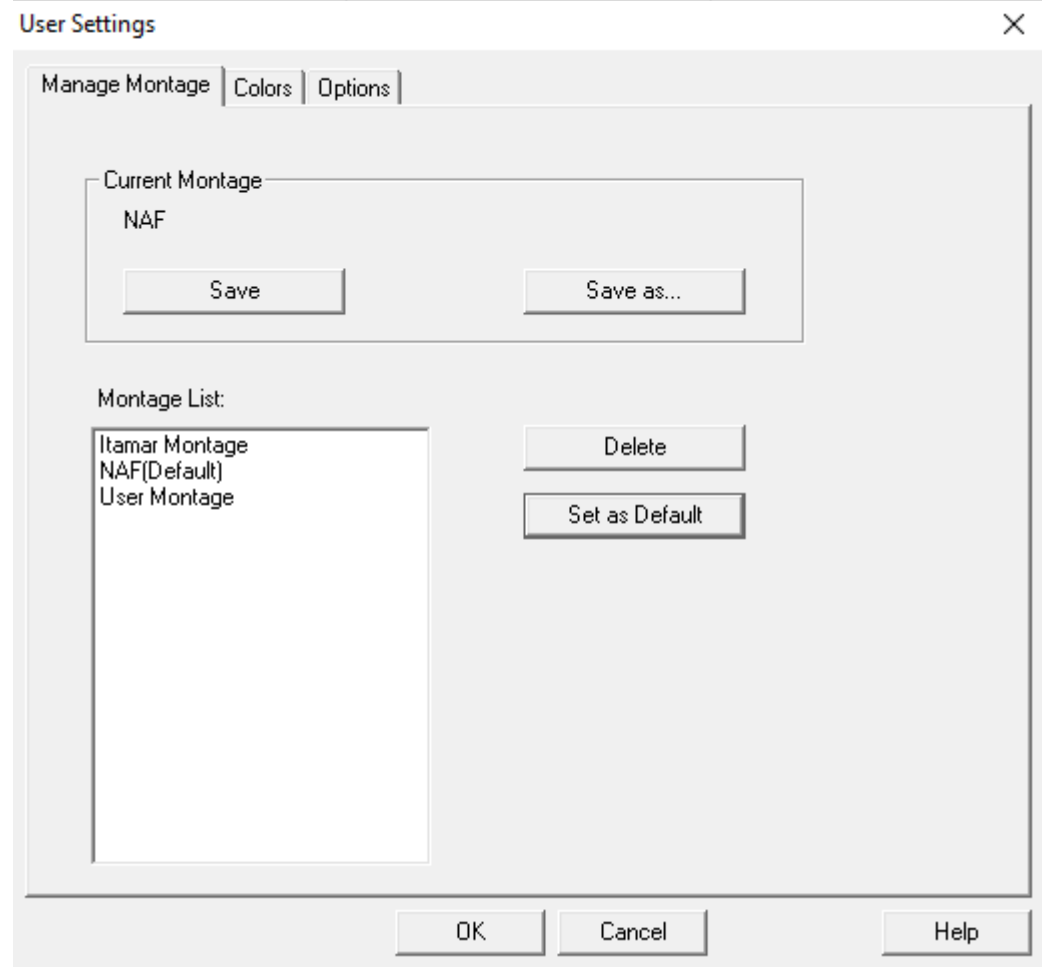 User Settings
Manage Montage Colors Options
Current Montage
NAF
Save Save as...
Montage List:
Itamar Montage
NAF(Default)
User Montage
Delete
Set as Default
OK Cancel Help